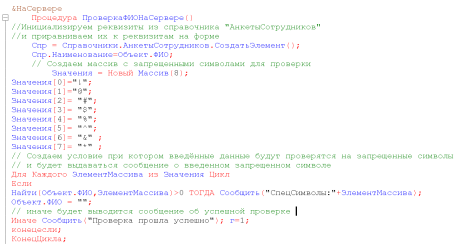 &НаСервере
Процедура ПроверкаФИОНаСервере()
//Инициализируем реквизиты из справочника "АнкетыСотрудников"
//и приравниваем их к реквизитам на форме
Спр = Справочники.АнкетыСотрудников.СоздатьЭлемент();
Спр.Наименование=Объект.ФИО;
// Создаем массив с запрещенными символами для проверки
Значения = Новый Массив(8);
Значения[0]="!";
Значения[1]="@";
Значения[2]= "#";
Значения[3]= "$";
Значения[4]= "%";
Значения[5]= "^";
Значения[6]= "&" ;
Значения[7]= "*" ;
// Создаем условие при котором введённые данные будут проверятся на запрещенные символы
// и будет выдаваться сообщение о введенном запрещенном символе
Для Каждого ЭлементМассива из Значения Цикл
Если
Найти(Объект.ФИО,ЭлементМассива)>0 ТОГДА Сообщить("СпецСимволы:"+ЭлементМассива);
Объект.ФИО = "";
// иначе будет выводится сообщение об успешной проверке
Иначе Сообщить("Проверка прошла успешно"); г=1;
конецесли;
КонецЦикла;